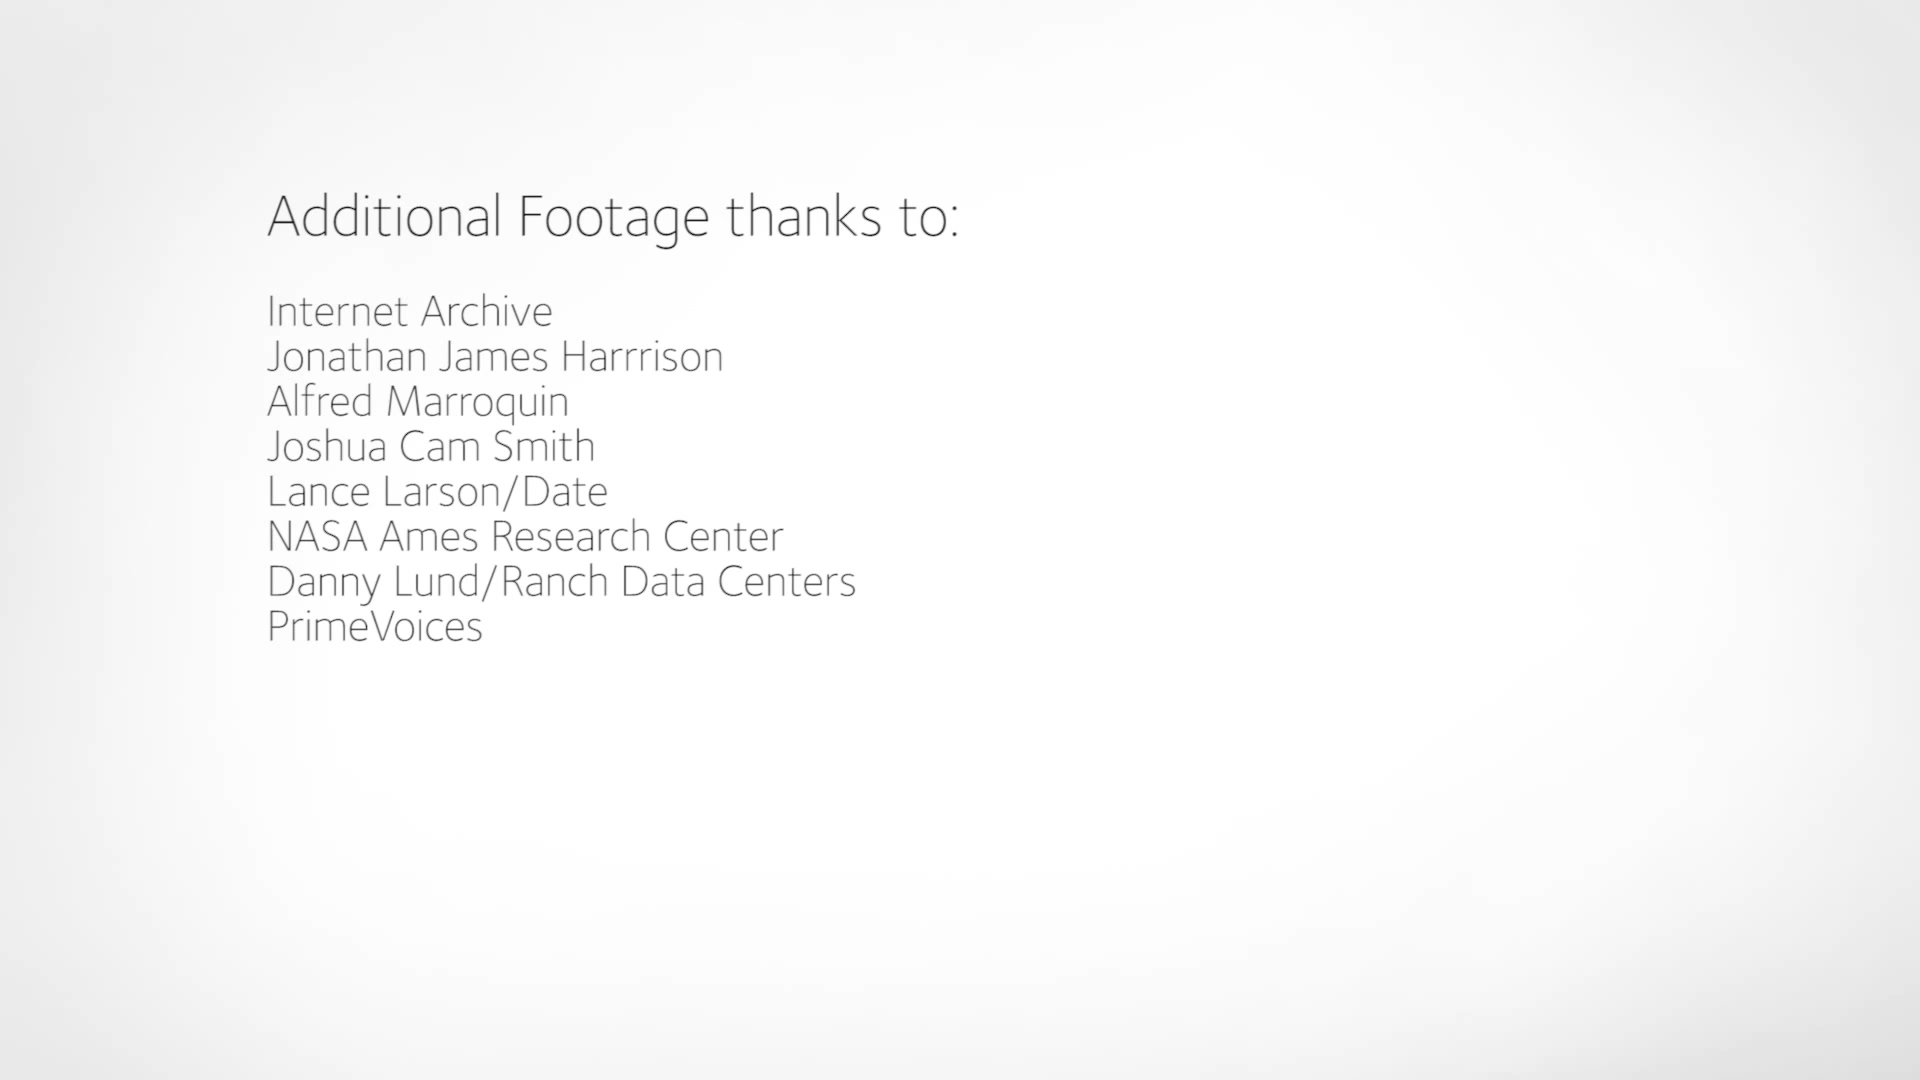 Additional Footage thanks to:
Internet Archive
Jonathan James Harrrison
Alfred Marroquin
Joshua Cam Smith
Lance Larson/Date
NASA Ames Research Center
Danny Lund/Ranch Data Centers
PrimeVoices